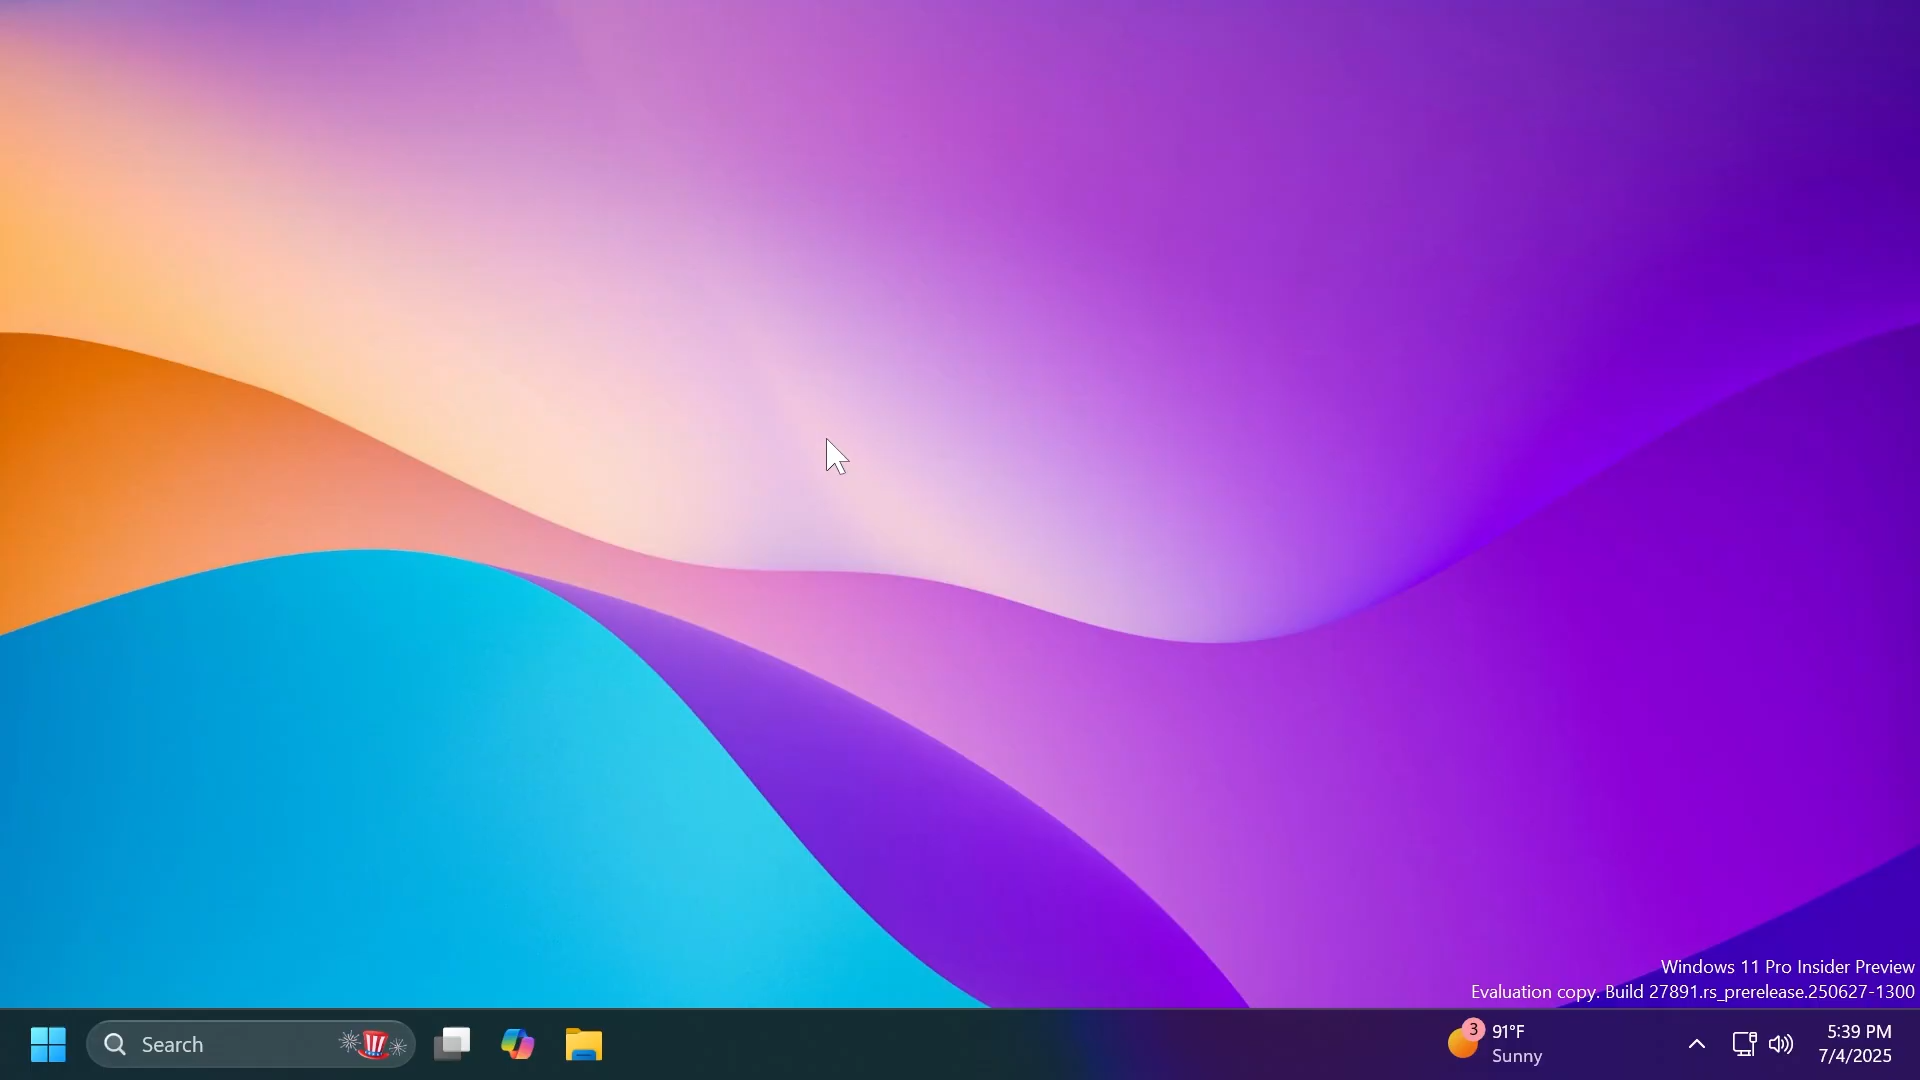 Windows 11 Pro Insider Preview
Evaluation copy. Build 27891.rs_prerelease.250627-1300
Search
3
91°F
Sunny
5:39 PM
7/4/2025